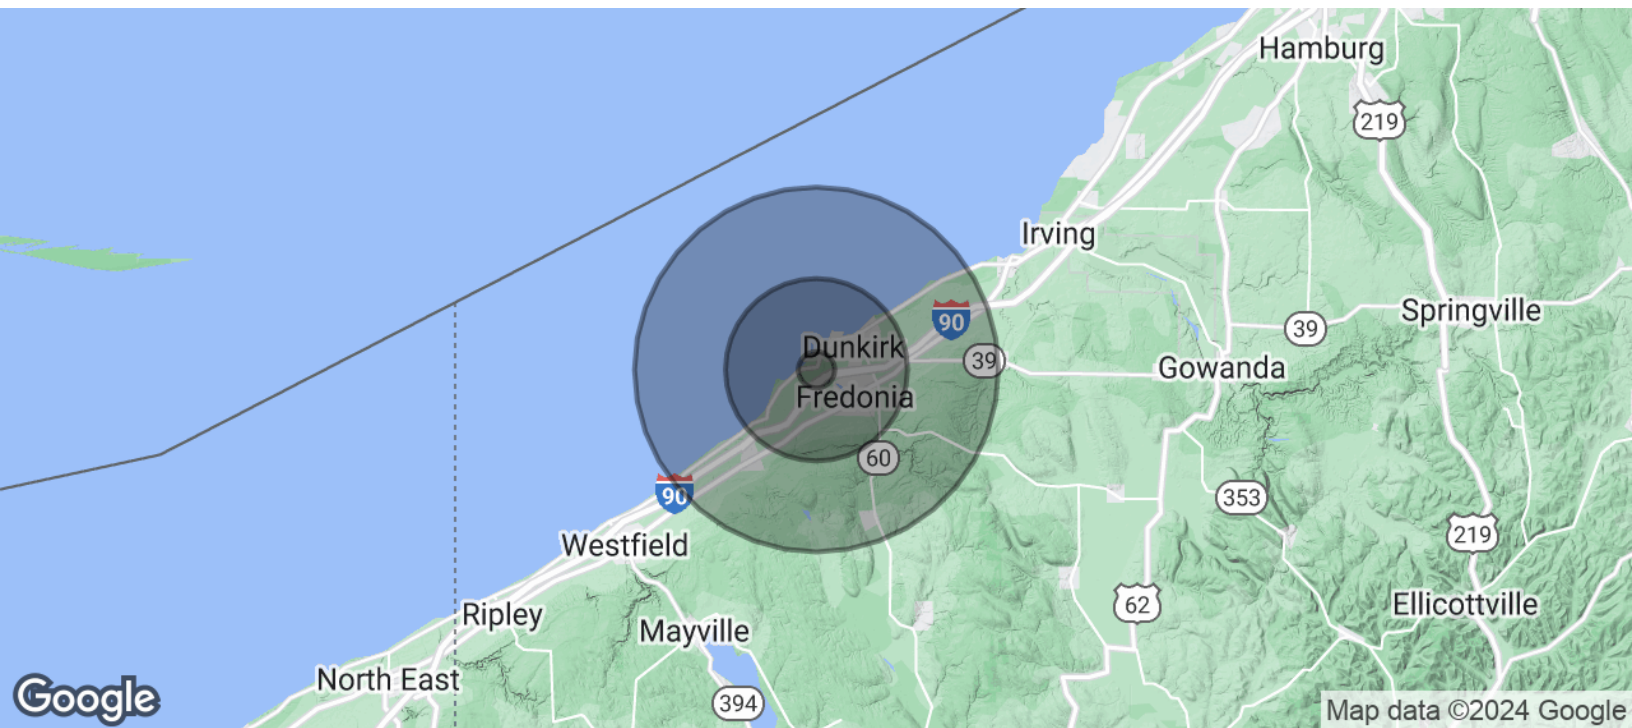 Hamburg
219
Irving
90
Springville
39
Dunkirk
39
Gowanda
Fredonia
60
90
353
219
Westfield
62
Ellicottville
Ripley
Mayville
North East
394
Google
Map data ©2024 Google